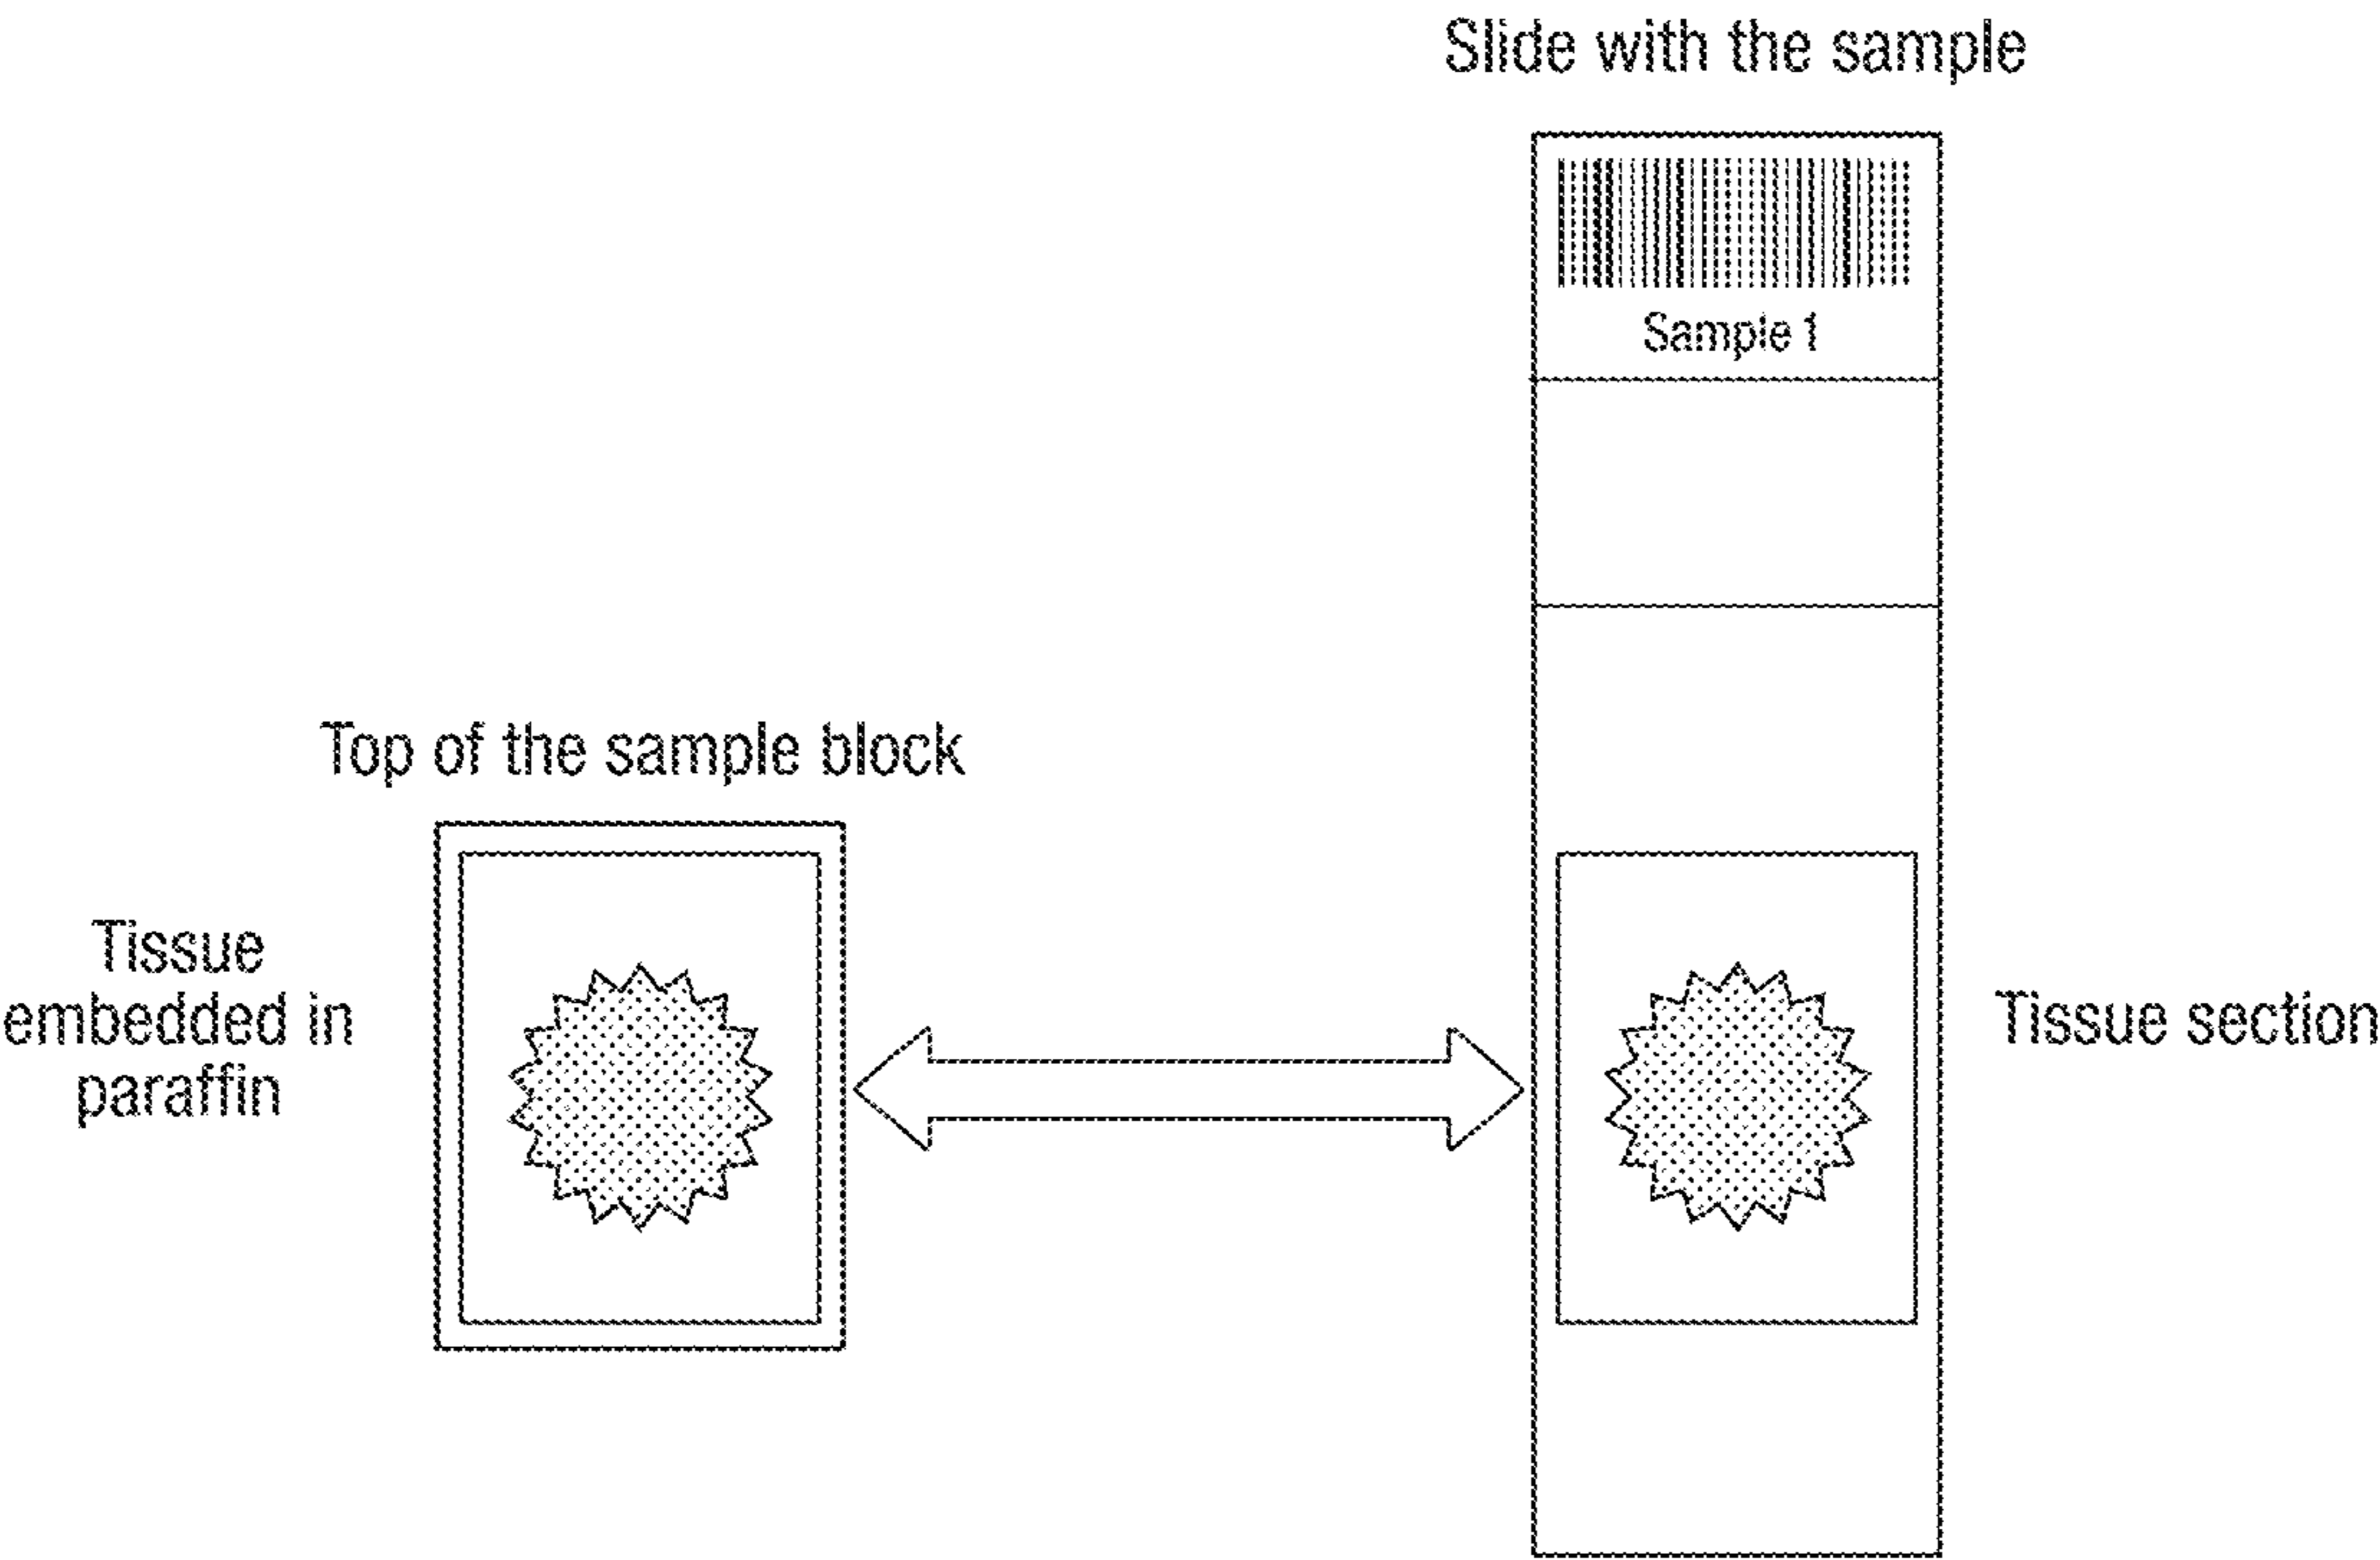 Slide with the sample
Sample 1
Top of the sample block
Tissue
embedded in
paraffin
Tissue section